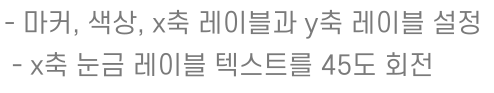 - 마커, 색상, x축 레이블과 y축 레이블 설정
- x축 눈금 레이블 텍스트를 45도 회전